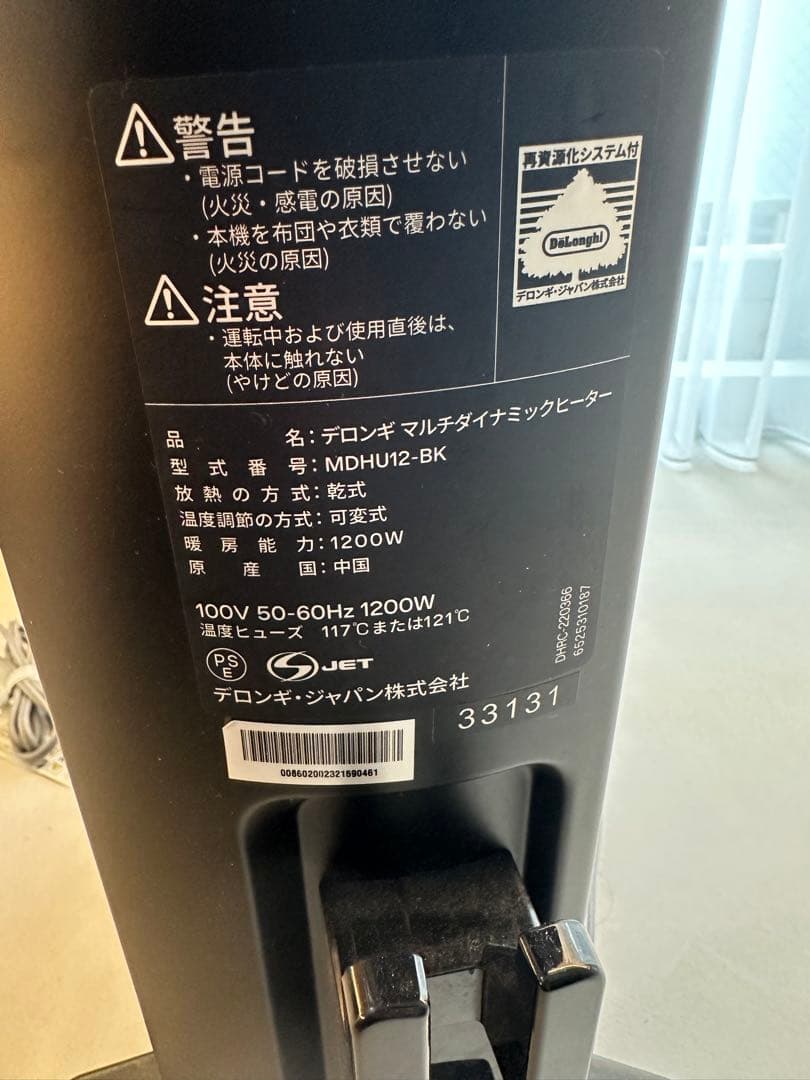 警告
・電源コードを破損させない
(火災・感電の原因)
・本機を布団や衣類で覆わない
(火災の原因)
注意
・運転中および使用直後は、
本体に触れない
(やけどの原因)
再資源化システム付
DeLonghi
デロンギ・ジャパン株式会社
品名:デロンギ マルチダイナミックヒーター
型式番号:MDHU12-BK
放熱の方式:乾式
温度調節の方式:可変式
暖房能力:1200W
原産国:中国
100V 50-60Hz 1200W
温度ヒューズ 117℃または121℃
PS
E
JET
デロンギ・ジャパン株式会社
DHRC-220366
6525310187
33131
008602002321590461